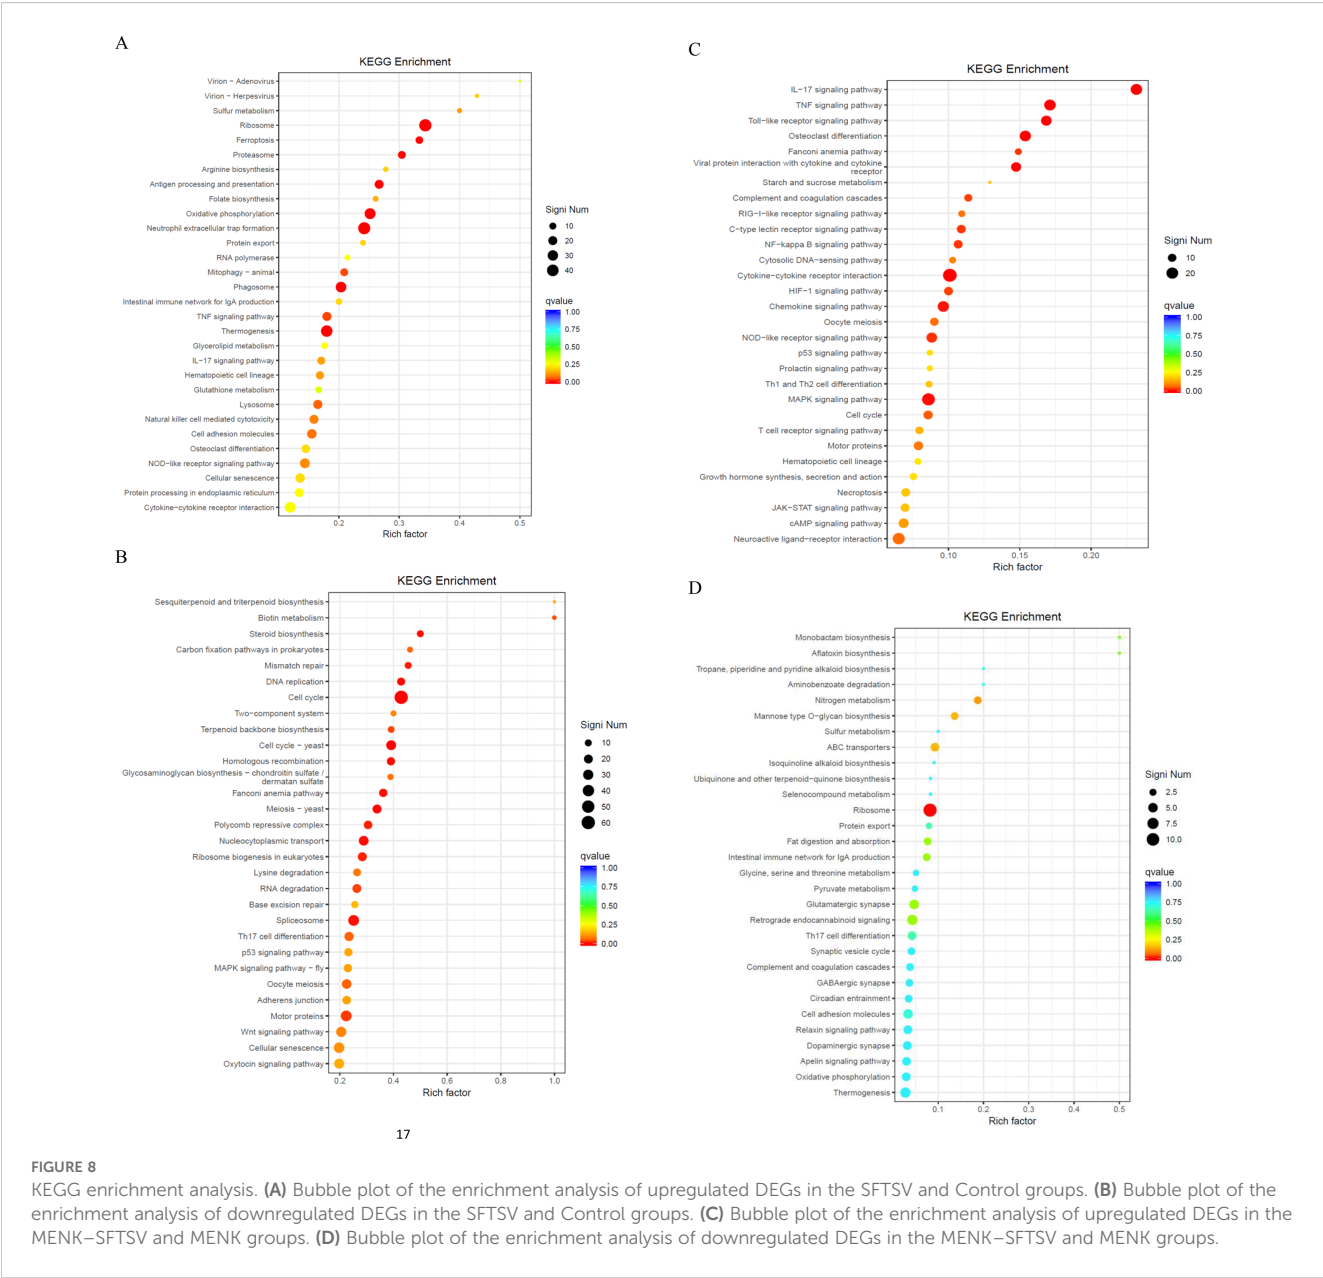 A
KEGG Enrichment
Virion − Adenovirus
Virion − Herpesvirus
Sulfur metabolism
Ribosome
Ferroptosis
Proteasome
Arginine biosynthesis
Antigen processing and presentation
Folate biosynthesis
Oxidative phosphorylation
Neutrophil extracellular trap formation
Protein export
RNA polymerase
Mitophagy − animal
Phagosome
Intestinal immune network for IgA production
TNF signaling pathway
Thermogenesis
Glycerolipid metabolism
IL−17 signaling pathway
Hematopoietic cell lineage
Glutathione metabolism
Lysosome
Natural killer cell mediated cytotoxicity
Cell adhesion molecules
Osteoclast differentiation
NOD−like receptor signaling pathway
Cellular senescence
Protein processing in endoplasmic reticulum
Cytokine−cytokine receptor interaction
0.2 0.3 0.4 0.5
Rich factor
Signi Num
10
20
30
40
qvalue
1.00
0.75
0.50
0.25
0.00
B
KEGG Enrichment
Sesquiterpenoid and triterpenoid biosynthesis
Biotin metabolism
Steroid biosynthesis
Carbon fixation pathways in prokaryotes
Mismatch repair
DNA replication
Cell cycle
Two−component system
Terpenoid backbone biosynthesis
Cell cycle − yeast
Homologous recombination
Glycosaminoglycan biosynthesis − chondroitin sulfate /
dermatan sulfate
Fanconi anemia pathway
Meiosis − yeast
Polycomb repressive complex
Nucleocytoplasmic transport
Ribosome biogenesis in eukaryotes
Lysine degradation
RNA degradation
Base excision repair
Spliceosome
Th17 cell differentiation
p53 signaling pathway
MAPK signaling pathway − fly
Oocyte meiosis
Adherens junction
Motor proteins
Wnt signaling pathway
Cellular senescence
Oxytocin signaling pathway
0.2 0.4 0.6 0.8 1.0
Rich factor
Signi Num
10
20
30
40
50
60
qvalue
1.00
0.75
0.50
0.25
0.00
17
C
KEGG Enrichment
IL−17 signaling pathway
TNF signaling pathway
Toll−like receptor signaling pathway
Osteoclast differentiation
Fanconi anemia pathway
Viral protein interaction with cytokine and cytokine
receptor
Starch and sucrose metabolism
Complement and coagulation cascades
RIG−I−like receptor signaling pathway
C−type lectin receptor signaling pathway
NF−kappa B signaling pathway
Cytosolic DNA−sensing pathway
Cytokine−cytokine receptor interaction
HIF−1 signaling pathway
Chemokine signaling pathway
Oocyte meiosis
NOD−like receptor signaling pathway
p53 signaling pathway
Prolactin signaling pathway
Th1 and Th2 cell differentiation
MAPK signaling pathway
Cell cycle
T cell receptor signaling pathway
Motor proteins
Hematopoietic cell lineage
Growth hormone synthesis, secretion and action
Necroptosis
JAK−STAT signaling pathway
cAMP signaling pathway
Neuroactive ligand−receptor interaction
0.10 0.15 0.20
Rich factor
Signi Num
10
20
qvalue
1.00
0.75
0.50
0.25
0.00
D
KEGG Enrichment
Monobactam biosynthesis
Aflatoxin biosynthesis
Tropane, piperidine and pyridine alkaloid biosynthesis
Aminobenzoate degradation
Nitrogen metabolism
Mannose type O−glycan biosynthesis
Sulfur metabolism
ABC transporters
Isoquinoline alkaloid biosynthesis
Ubiquinone and other terpenoid−quinone biosynthesis
Selenocompound metabolism
Ribosome
Protein export
Fat digestion and absorption
Intestinal immune network for IgA production
Glycine, serine and threonine metabolism
Pyruvate metabolism
Glutamatergic synapse
Retrograde endocannabinoid signaling
Th17 cell differentiation
Synaptic vesicle cycle
Complement and coagulation cascades
GABAergic synapse
Circadian entrainment
Cell adhesion molecules
Relaxin signaling pathway
Dopaminergic synapse
Apelin signaling pathway
Oxidative phosphorylation
Thermogenesis
0.1 0.2 0.3 0.4 0.5
Rich factor
Signi Num
2.5
5.0
7.5
10.0
qvalue
1.00
0.75
0.50
0.25
0.00
FIGURE 8
KEGG enrichment analysis. (A) Bubble plot of the enrichment analysis of upregulated DEGs in the SFTSV and Control groups. (B) Bubble plot of the
enrichment analysis of downregulated DEGs in the SFTSV and Control groups. (C) Bubble plot of the enrichment analysis of upregulated DEGs in the
MENK–SFTSV and MENK groups. (D) Bubble plot of the enrichment analysis of downregulated DEGs in the MENK–SFTSV and MENK groups.